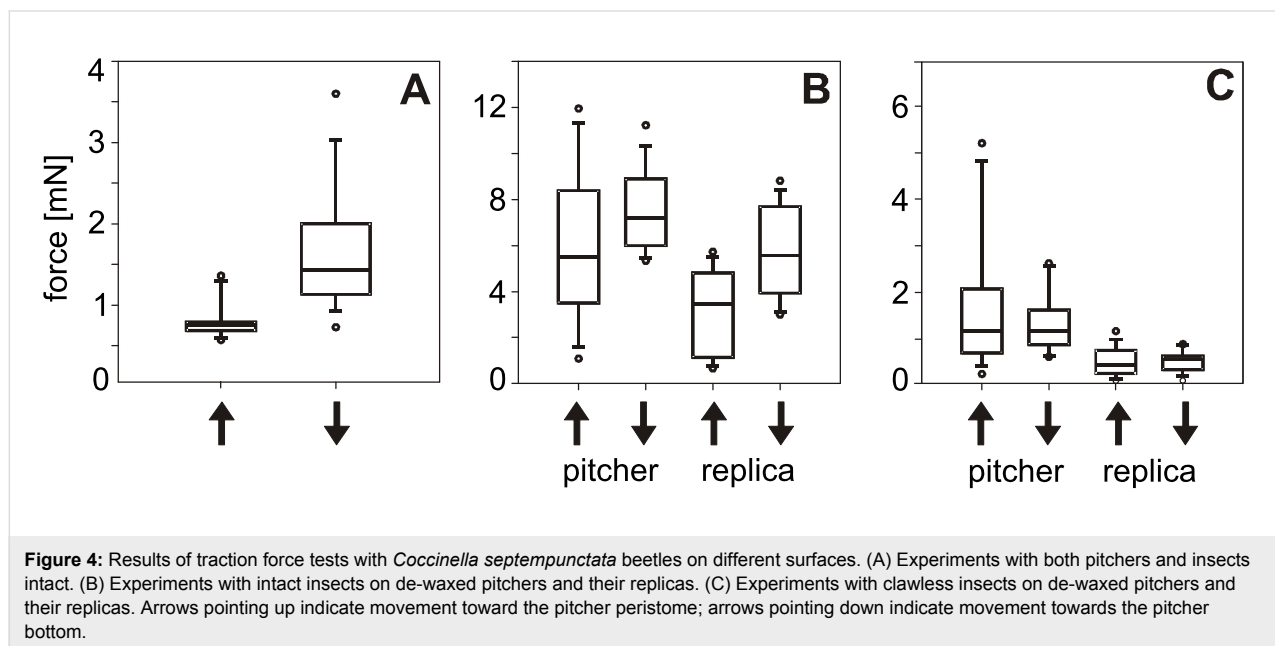 A
B
C
force [mN]
4
3
2
1
0
12
8
4
0
6
4
2
0
pitcher replica
pitcher replica
Figure 4: Results of traction force tests with Coccinella septempunctata beetles on different surfaces. (A) Experiments with both pitchers and insects
intact. (B) Experiments with intact insects on de-waxed pitchers and their replicas. (C) Experiments with clawless insects on de-waxed pitchers and
their replicas. Arrows pointing up indicate movement toward the pitcher peristome; arrows pointing down indicate movement towards the pitcher
bottom.